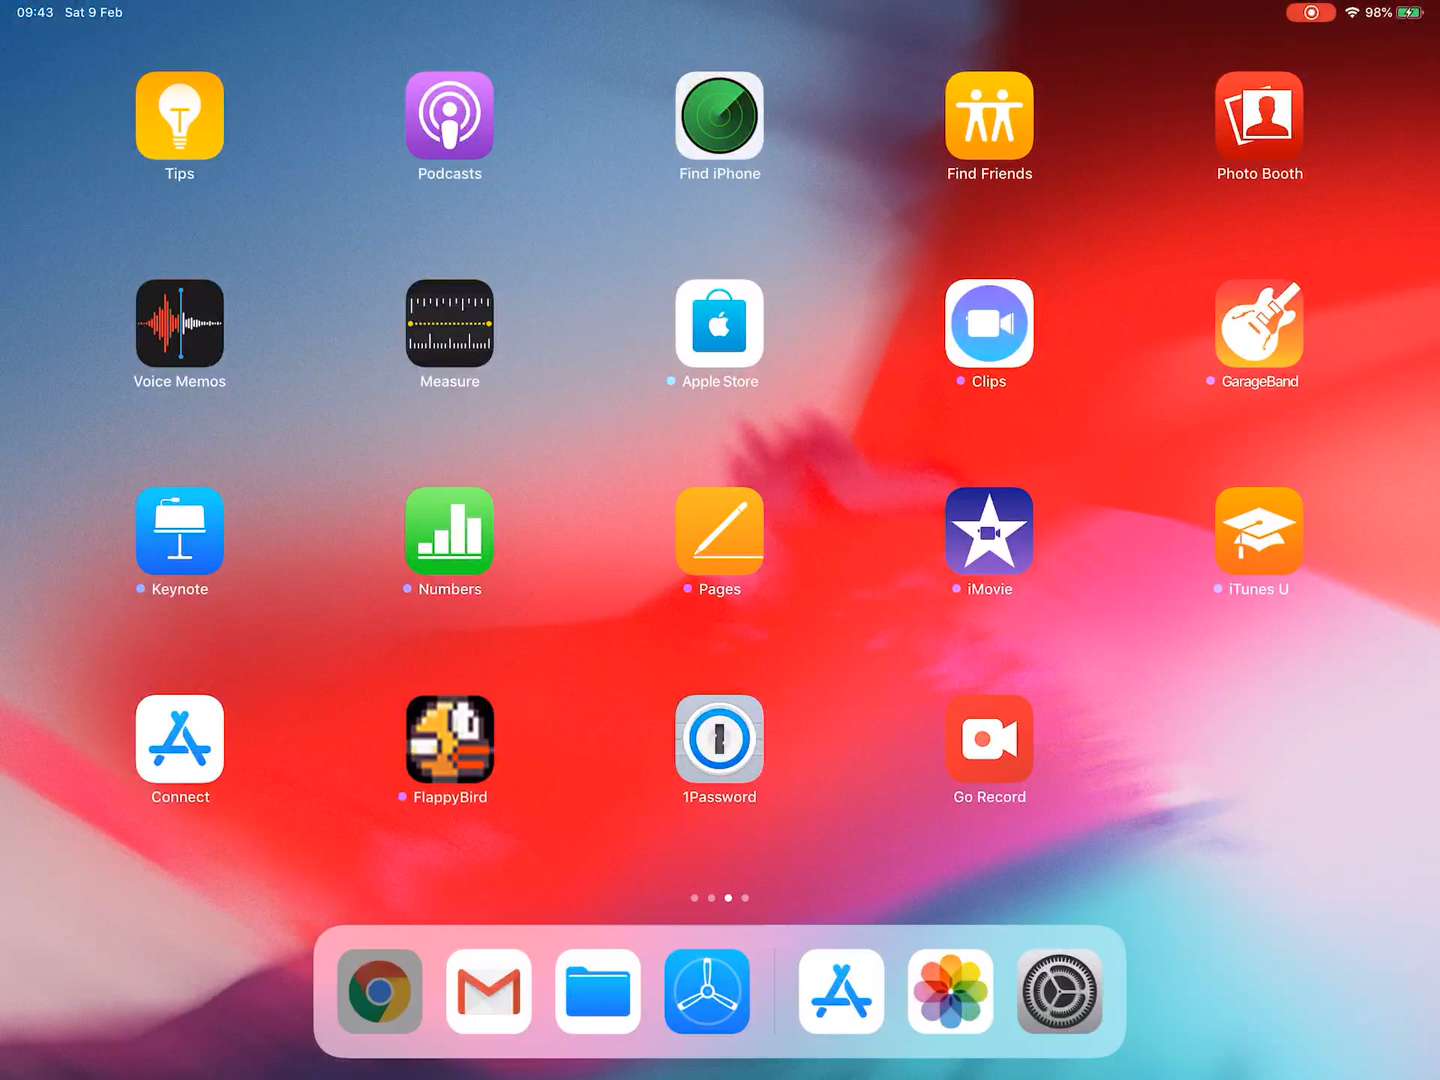 09:43 Sat 9 Feb 98%
Tips Podcasts Find iPhone Find Friends Photo Booth
Voice Memos Measure Apple Store Clips GarageBand
Keynote Numbers Pages iMovie iTunes U
Connect FlappyBird 1Password Go Record